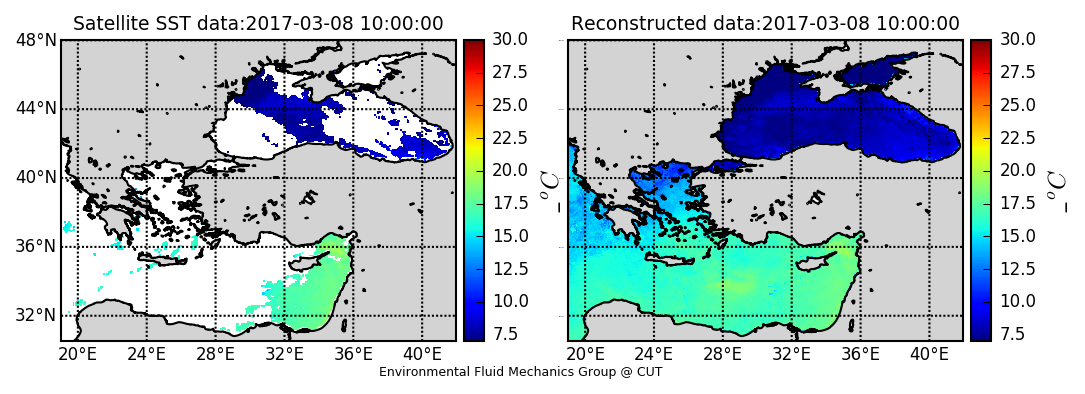 Satellite SST data:2017-03-08 10:00:00
48°N
44°N
40°N
36°N
32°N
20°E 24°E 28°E 32°E 36°E 40°E
30.0
27.5
25.0
22.5
20.0
17.5
15.0
12.5
10.0
7.5
_°C
Reconstructed data:2017-03-08 10:00:00
20°E 24°E 28°E 32°E 36°E 40°E
30.0
27.5
25.0
22.5
20.0
17.5
15.0
12.5
10.0
7.5
_°C
Environmental Fluid Mechanics Group @ CUT